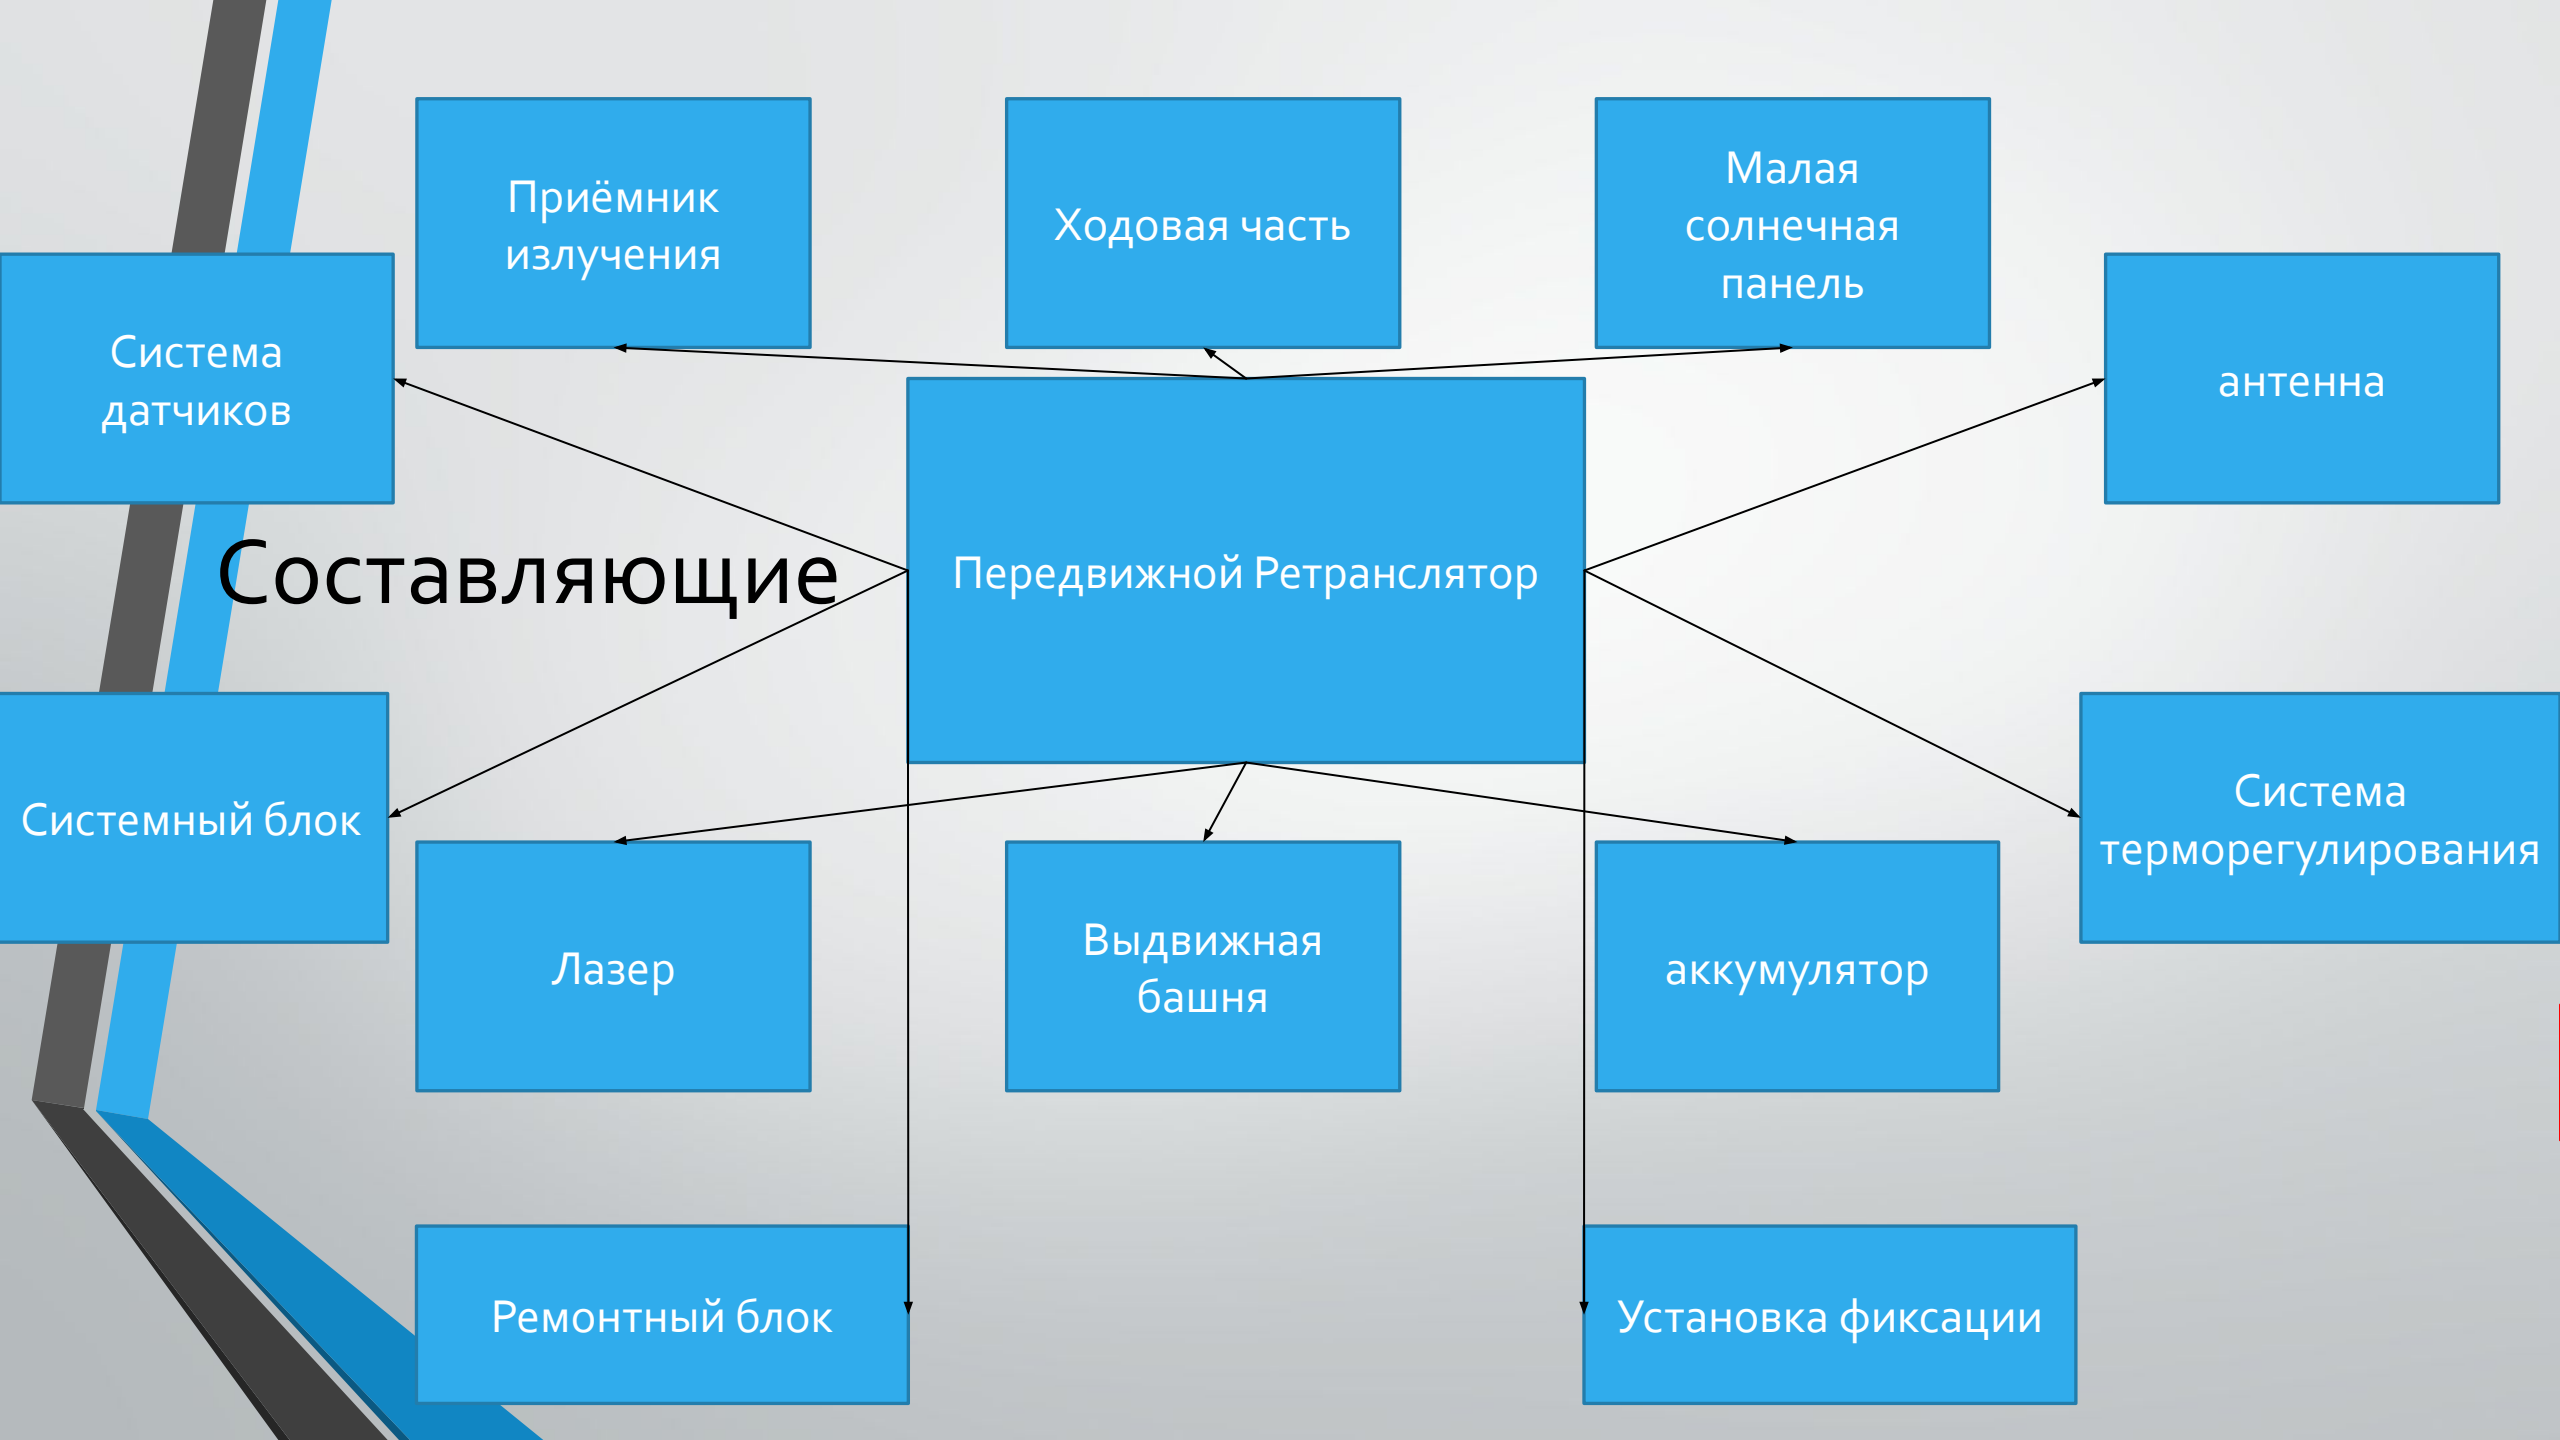 Приёмник
излучения
Ходовая часть
Малая
солнечная
панель
Система
датчиков
антенна
Составляющие
Передвижной Ретранслятор
Системный блок
Система
терморегулирования
Лазер
Выдвижная
башня
аккумулятор
Ремонтный блок
Установка фиксации